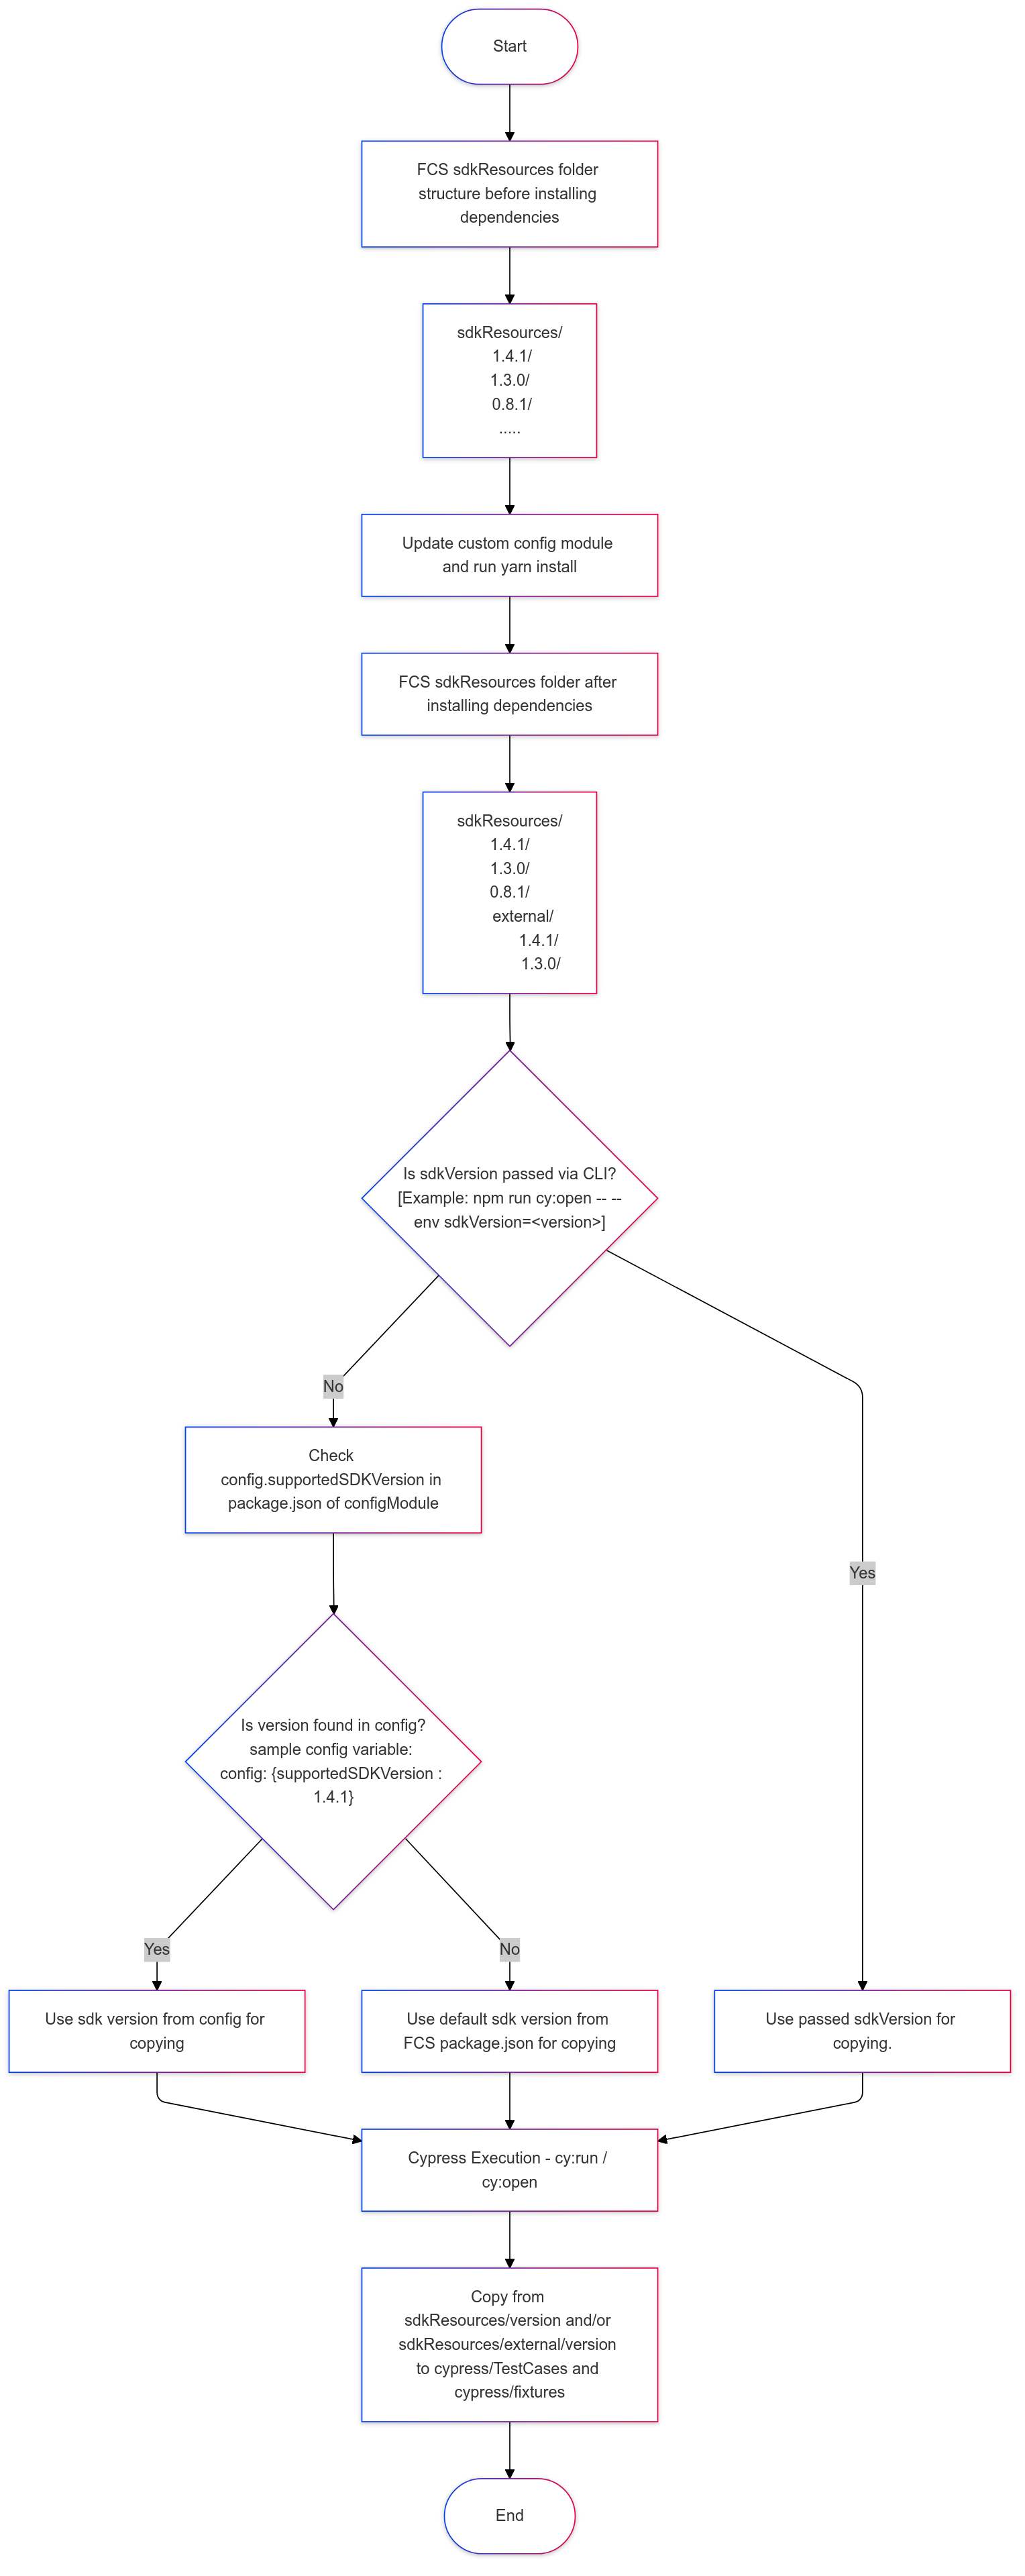 Start
FCS sdkResources folder
structure before installing
dependencies
sdkResources/
1.4.1/
1.3.0/
0.8.1/
.....
Update custom config module
and run yarn install
FCS sdkResources folder after
installing dependencies
sdkResources/
1.4.1/
1.3.0/
0.8.1/
external/
1.4.1/
1.3.0/
Is sdkVersion passed via CLI?
[Example: npm run cy:open -- --
env sdkVersion=<version>]
No
Check
config.supportedSDKVersion in
package.json of configModule
Yes
Is version found in config?
sample config variable:
config: {supportedSDKVersion :
1.4.1}
Yes
No
Use sdk version from config for
copying
Use default sdk version from
FCS package.json for copying
Use passed sdkVersion for
copying.
Cypress Execution - cy:run /
cy:open
Copy from
sdkResources/version and/or
sdkResources/external/version
to cypress/TestCases and
cypress/fixtures
End